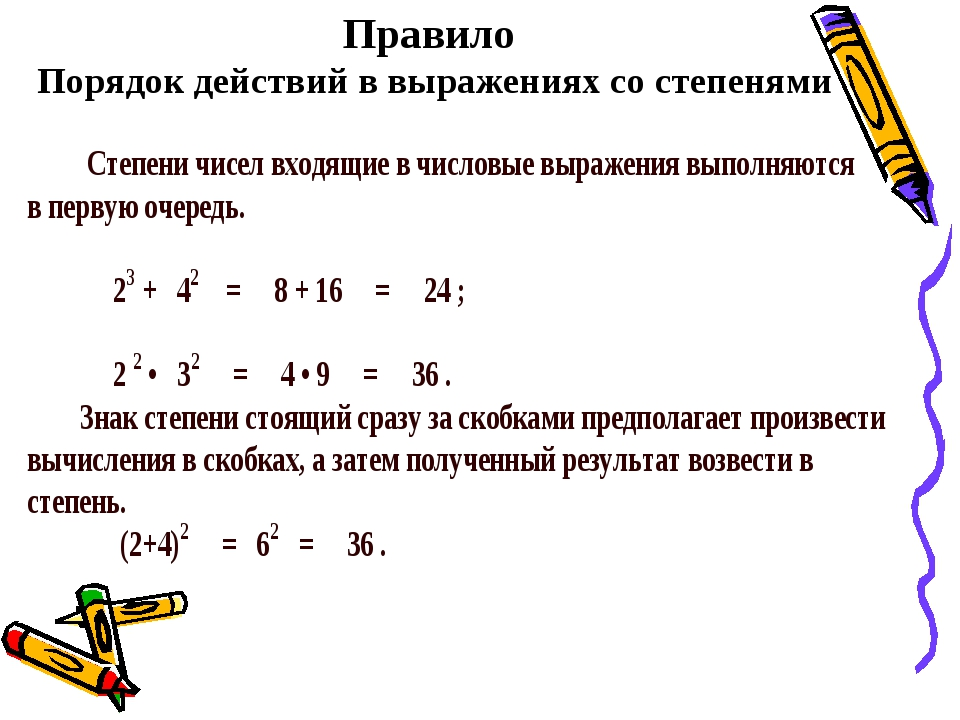 Правило
Порядок действий в выражениях со степенями
Степени чисел входящие в числовые выражения выполняются
в первую очередь.
2³ + 4² = 8 + 16 = 24 ;
2 ² • 3² = 4 • 9 = 36 .
Знак степени стоящий сразу за скобками предполагает произвести
вычисления в скобках, а затем полученный результат возвести в
степень.
(2+4)² = 6² = 36 .